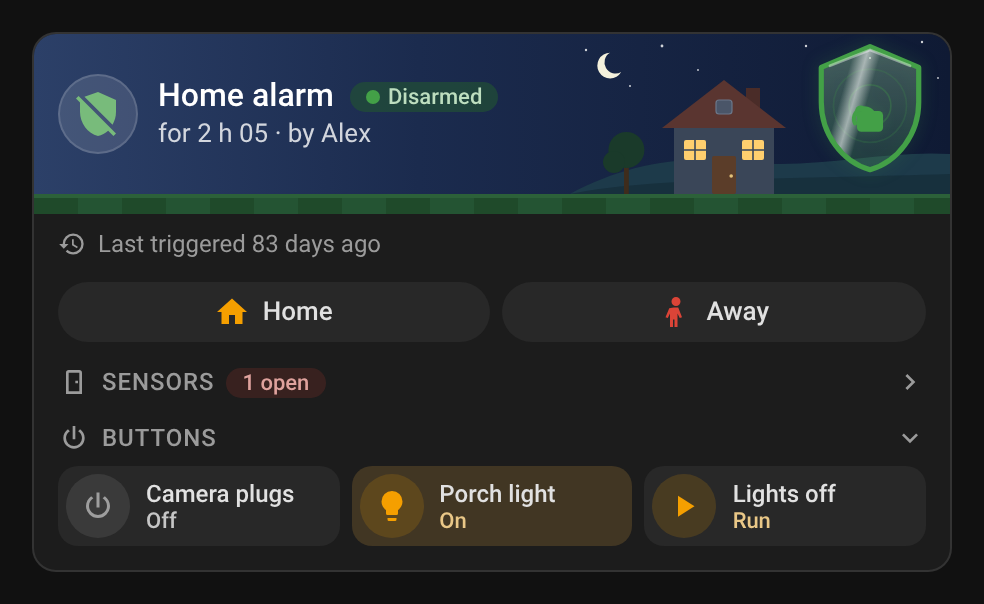 Home alarm Disarmed
for 2 h 05 · by Alex
Last triggered 83 days ago
Home Away
SENSORS 1 open
BUTTONS
Camera plugs Porch light Lights off
Off On Run